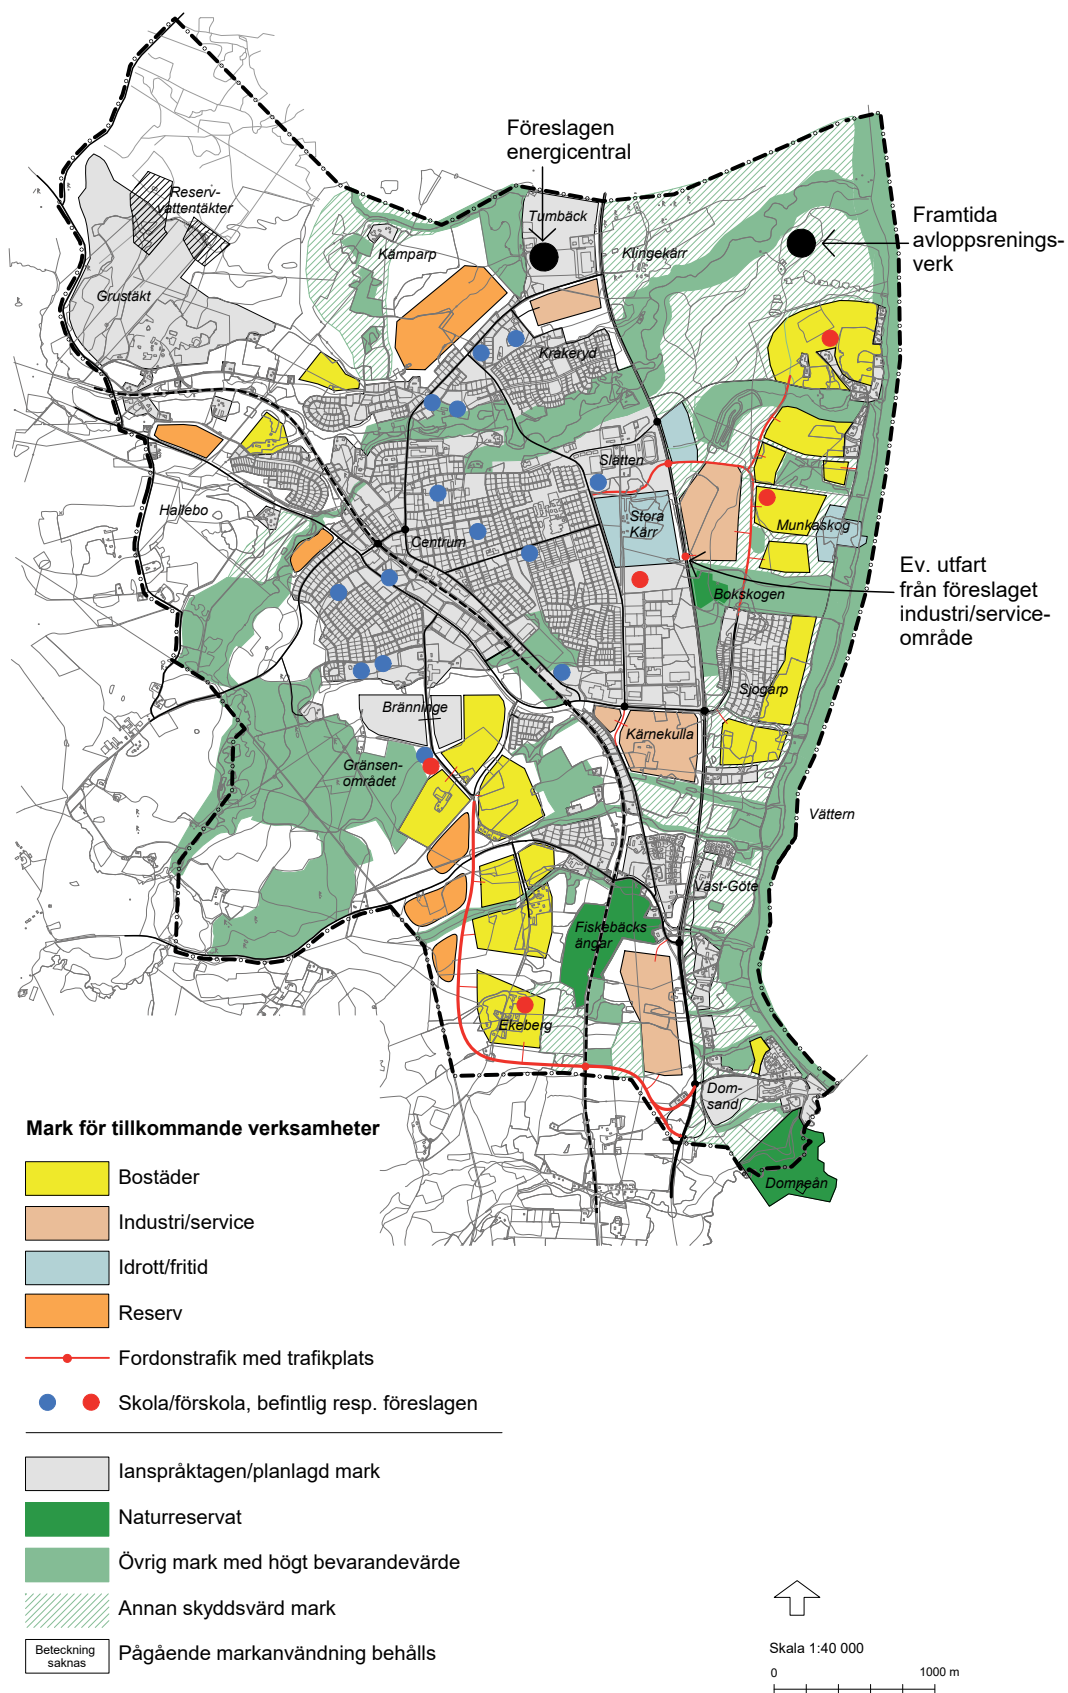 Föreslagen
energicentral
Reserv-
vattentäkter
Tumbäck
Kämparp
Klingekärr
Framtida
avloppsrenings-
verk
Grustäkt
Kråkeryd
Slätten
Hallebo
Stora
Kärr
Munkaskog
Centrum
Ev. utfart
från föreslaget
industri/service-
område
Bokskogen
Sjögarp
Bränninge
Kärnekulla
Gränsen-
området
Vättern
Väst-Göte
Fiskebäcks
ängar
Ekeberg
Dom-
sand
Domneån
Mark för tillkommande verksamheter
Bostäder
Industri/service
Idrott/fritid
Reserv
Fordonstrafik med trafikplats
Skola/förskola, befintlig resp. föreslagen
Ianspråktagen/planlagd mark
Naturreservat
Övrig mark med högt bevarandevärde
Annan skyddsvärd mark
Beteckning
saknas
Pågående markanvändning behålls
Skala 1:40 000
0 1000 m